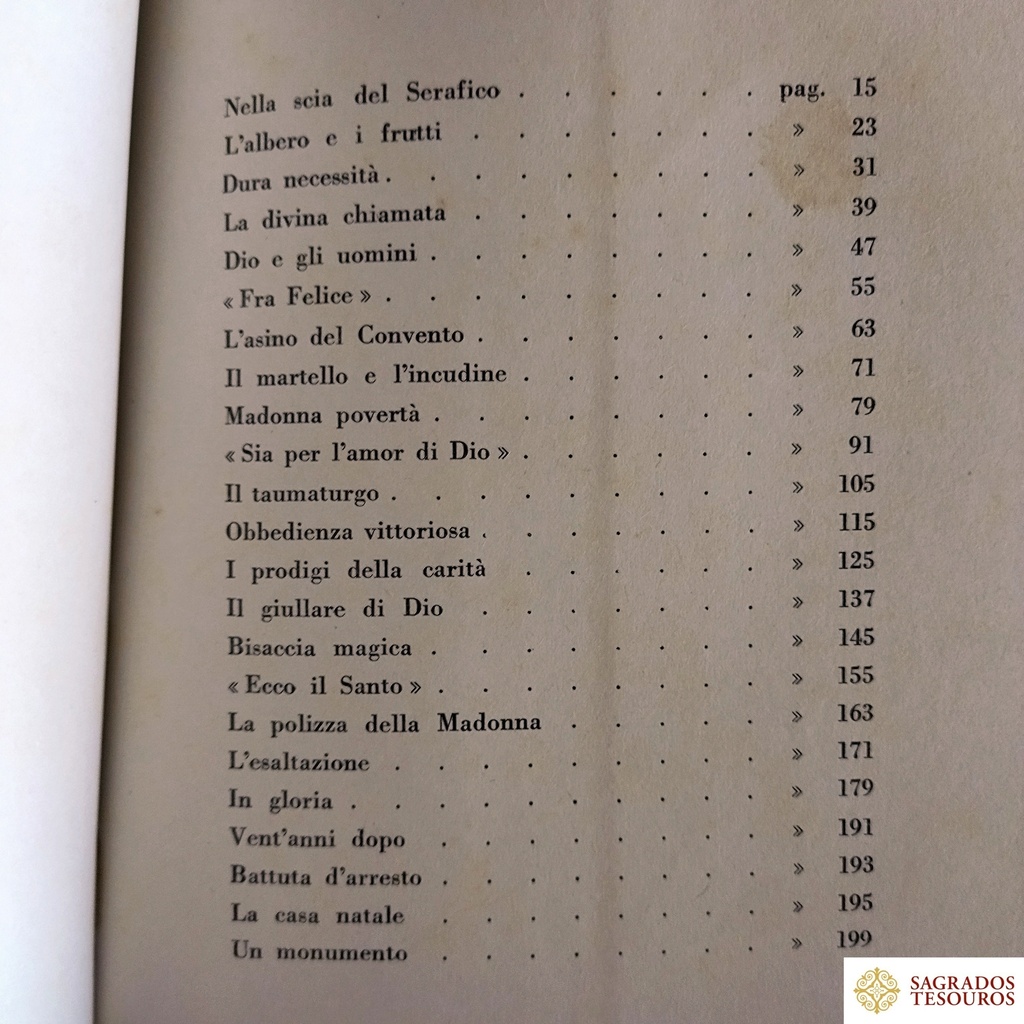 Nella scia del Serafico . . . . . . pag. 15
L'albero e i frutti . . . . . . . » 23
Dura necessità . . . . . . . . . » 31
La divina chiamata . . . . . . . » 39
Dio e gli uomini . . . . . . . . » 47
« Fra Felice » . . . . . . . . . » 55
L'asino del Convento . . . . . . . » 63
Il martello e l'incudine . . . . . . » 71
Madonna povertà . . . . . . . . » 79
« Sia per l'amor di Dio » . . . . . . » 91
Il taumaturgo . . . . . . . . . » 105
Obbedienza vittoriosa . . . . . . . » 115
I prodigi della carità . . . . . . » 125
Il giullare di Dio . . . . . . . » 137
Bisaccia magica . . . . . . . . » 145
« Ecco il Santo » . . . . . . . . » 155
La polizza della Madonna . . . . . » 163
L'esaltazione . . . . . . . . . » 171
In gloria . . . . . . . . . . » 179
Vent'anni dopo . . . . . . . . » 191
Battuta d'arresto . . . . . . . . » 193
La casa natale . . . . . . . . » 195
Un monumento . . . . . . . . » 199
SAGRADOS
TESOUROS